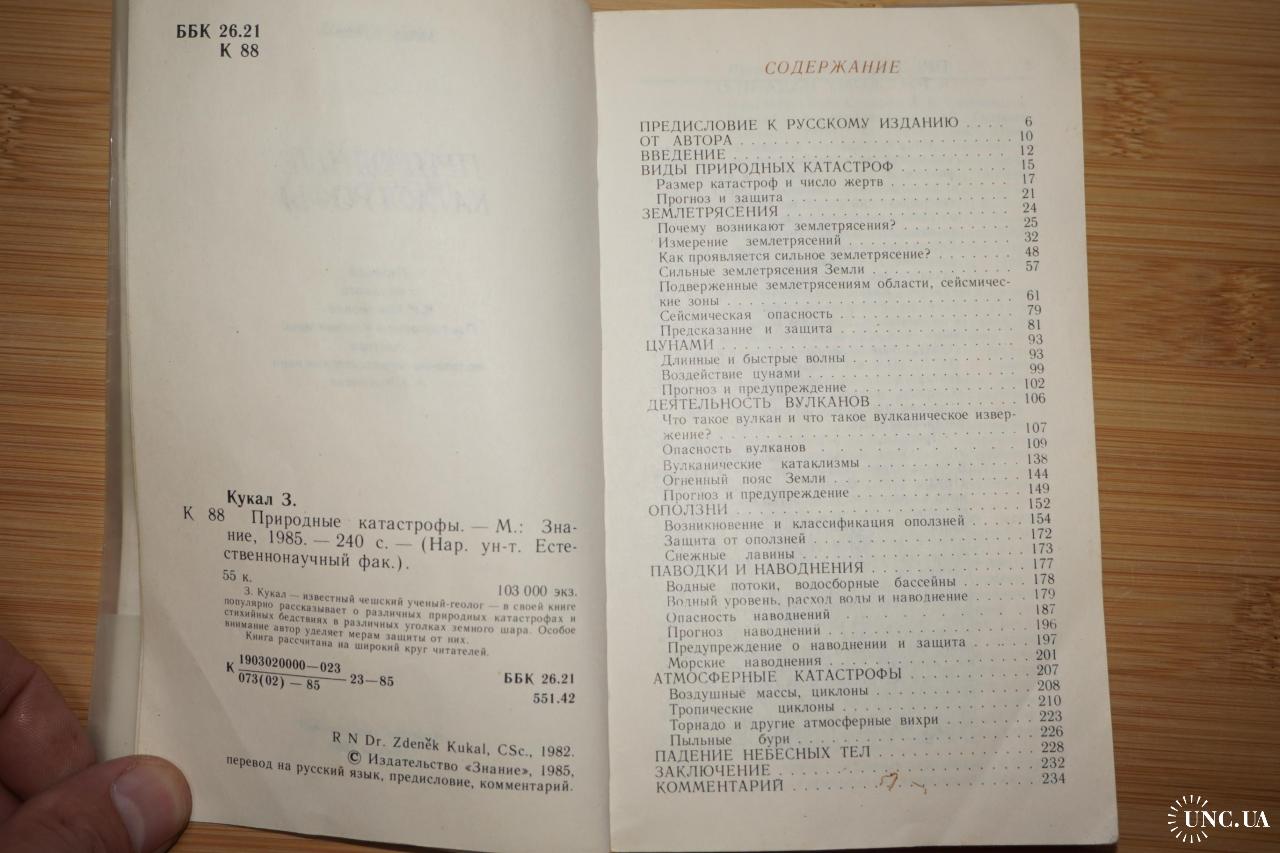 ББК 26.21
К 88
Кукал З.
К 88 Природные катастрофы. — М.: Зна-
ние, 1985. — 240 с. — (Нар. ун-т. Есте-
ственнонаучный фак.).
55 к. 103 000 экз.
З. Кукал — известный чешский ученый-геолог — в своей книге
популярно рассказывает о различных природных катастрофах и
стихийных бедствиях в различных уголках земного шара. Особое
внимание автор уделяет мерам защиты от них.
Книга рассчитана на широкий круг читателей.
К 1903020000—023
073(02) — 85 23—85
ББК 26.21
551.42
R N Dr. Zdeněk Kukal, CSc., 1982.
© Издательство «Знание», 1985,
перевод на русский язык, предисловие, комментарий.
СОДЕРЖАНИЕ
ПРЕДИСЛОВИЕ К РУССКОМУ ИЗДАНИЮ . . . . 6
ОТ АВТОРА . . . . 10
ВВЕДЕНИЕ . . . . 12
ВИДЫ ПРИРОДНЫХ КАТАСТРОФ . . . . 15
Размер катастроф и число жертв . . . . 17
Прогноз и защита . . . . 21
ЗЕМЛЕТРЯСЕНИЯ . . . . 24
Почему возникают землетрясения? . . . . 25
Измерение землетрясений . . . . 32
Как проявляется сильное землетрясение? . . . . 48
Сильные землетрясения Земли . . . . 57
Подверженные землетрясениям области, сейсмичес-
кие зоны . . . . 61
Сейсмическая опасность . . . . 79
Предсказание и защита . . . . 81
ЦУНАМИ . . . . 93
Длинные и быстрые волны . . . . 93
Воздействие цунами . . . . 99
Прогноз и предупреждение . . . . 102
ДЕЯТЕЛЬНОСТЬ ВУЛКАНОВ . . . . 106
Что такое вулкан и что такое вулканическое извер-
жение? . . . . 107
Опасность вулканов . . . . 109
Вулканические катаклизмы . . . . 138
Огненный пояс Земли . . . . 144
Прогноз и предупреждение . . . . 149
ОПОЛЗНИ . . . . 152
Возникновение и классификация оползней . . . . 154
Защита от оползней . . . . 172
Снежные лавины . . . . 173
ПАВОДКИ И НАВОДНЕНИЯ . . . . 177
Водные потоки, водосборные бассейны . . . . 178
Водный уровень, расход воды и наводнение . . . . 179
Опасность наводнений . . . . 187
Прогноз наводнений . . . . 196
Предупреждение о наводнении и защита . . . . 197
Морские наводнения . . . . 201
АТМОСФЕРНЫЕ КАТАСТРОФЫ . . . . 207
Воздушные массы, циклоны . . . . 208
Тропические циклоны . . . . 210
Торнадо и другие атмосферные вихри . . . . 223
Пыльные бури . . . . 226
ПАДЕНИЕ НЕБЕСНЫХ ТЕЛ . . . . 228
ЗАКЛЮЧЕНИЕ . . . . 232
КОММЕНТАРИЙ . . . . 234
UNC.UA